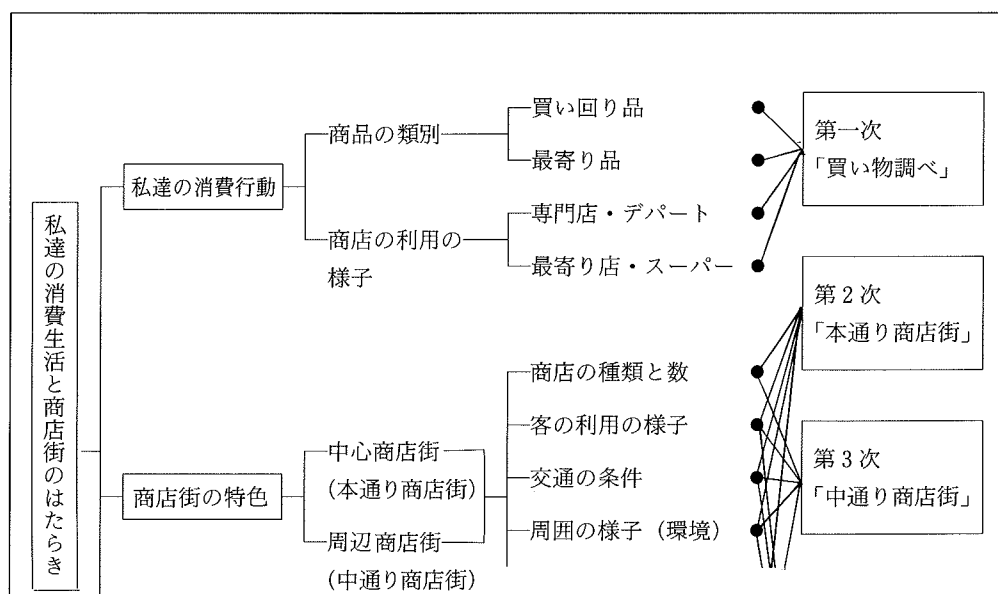 私達の消費生活と商店街のはたらき
私達の消費行動
商品の類別
買い回り品
最寄り品
商店の利用の
様子
専門店・デパート
最寄り店・スーパー
第一次
「買い物調べ」
商店街の特色
中心商店街
(本通り商店街)
周辺商店街
(中通り商店街)
商店の種類と数
客の利用の様子
交通の条件
周囲の様子（環境）
第2次
「本通り商店街」
第3次
「中通り商店街」